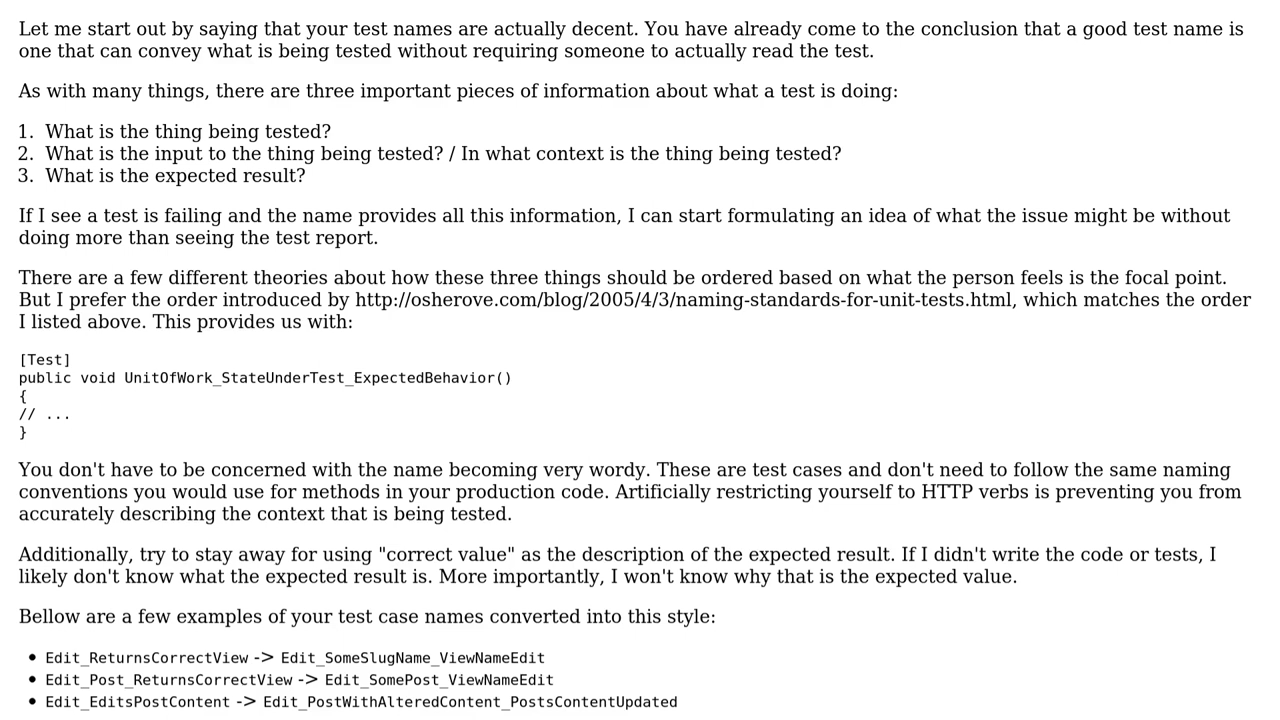 Let me start out by saying that your test names are actually decent. You have already come to the conclusion that a good test name is
one that can convey what is being tested without requiring someone to actually read the test.
As with many things, there are three important pieces of information about what a test is doing:
1. What is the thing being tested?
2. What is the input to the thing being tested? / In what context is the thing being tested?
3. What is the expected result?
If I see a test is failing and the name provides all this information, I can start formulating an idea of what the issue might be without
doing more than seeing the test report.
There are a few different theories about how these three things should be ordered based on what the person feels is the focal point.
But I prefer the order introduced by http://osherove.com/blog/2005/4/3/naming-standards-for-unit-tests.html, which matches the order
I listed above. This provides us with:
[Test]
public void UnitOfWork_StateUnderTest_ExpectedBehavior()
{
// ...
}
You don't have to be concerned with the name becoming very wordy. These are test cases and don't need to follow the same naming
conventions you would use for methods in your production code. Artificially restricting yourself to HTTP verbs is preventing you from
accurately describing the context that is being tested.
Additionally, try to stay away for using "correct value" as the description of the expected result. If I didn't write the code or tests, I
likely don't know what the expected result is. More importantly, I won't know why that is the expected value.
Bellow are a few examples of your test case names converted into this style:
• Edit_ReturnsCorrectView -> Edit_SomeSlugName_ViewNameEdit
• Edit_Post_ReturnsCorrectView -> Edit_SomePost_ViewNameEdit
• Edit_EditsPostContent -> Edit_PostWithAlteredContent_PostsContentUpdated